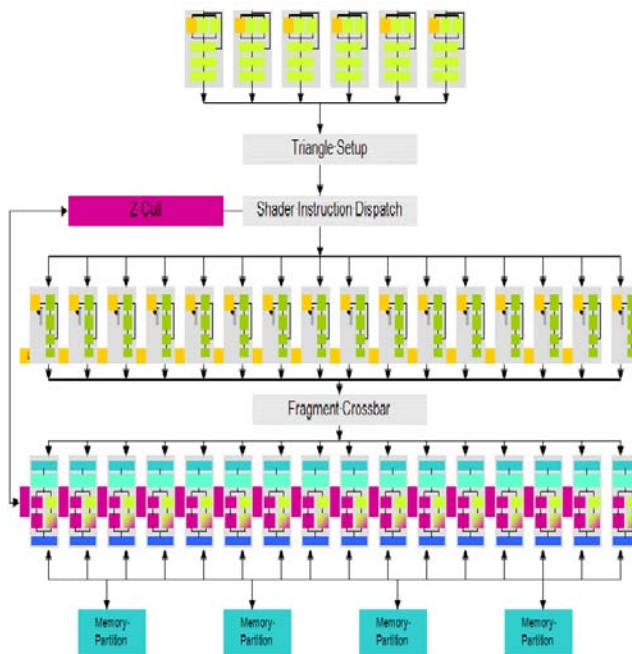 Triangle Setup
Z-Cull
Shader Instruction Dispatch
Fragment Crossbar
Memory-
Partition
Memory-
Partition
Memory-
Partition
Memory-
Partition